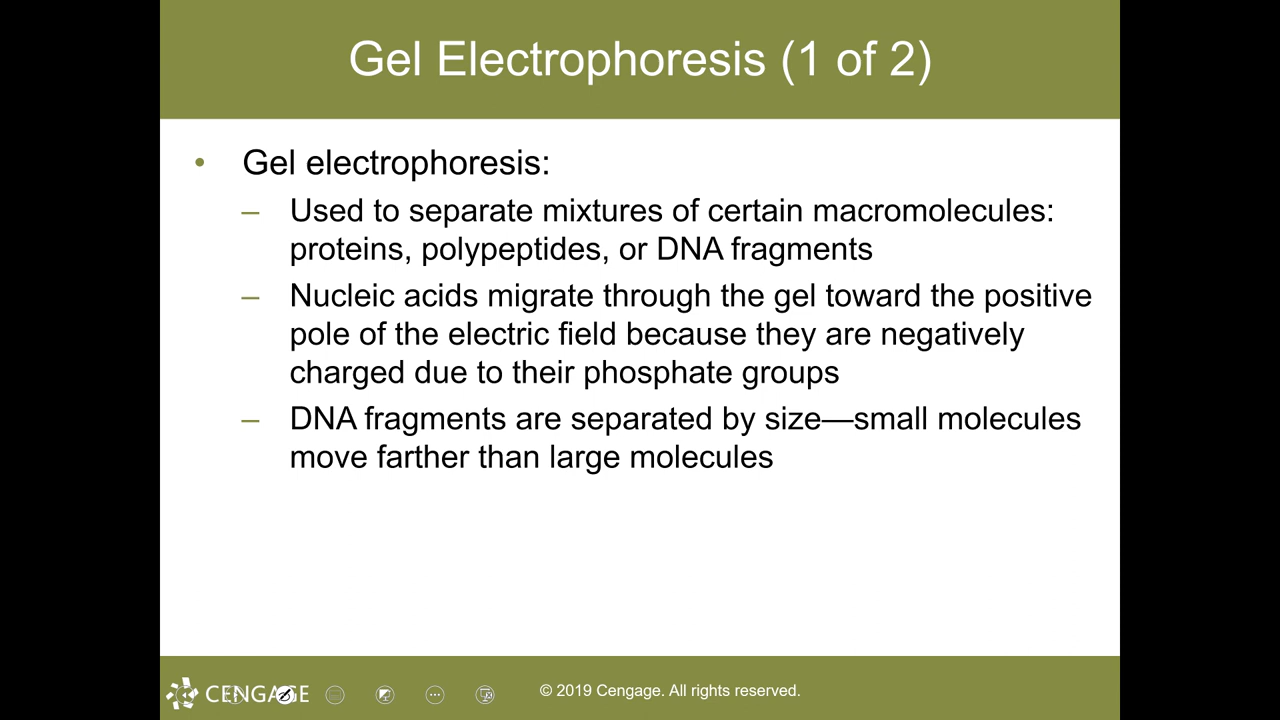 Gel Electrophoresis (1 of 2)
• Gel electrophoresis:
– Used to separate mixtures of certain macromolecules:
proteins, polypeptides, or DNA fragments
– Nucleic acids migrate through the gel toward the positive
pole of the electric field because they are negatively
charged due to their phosphate groups
– DNA fragments are separated by size—small molecules
move farther than large molecules
CENGAGE
© 2019 Cengage. All rights reserved.